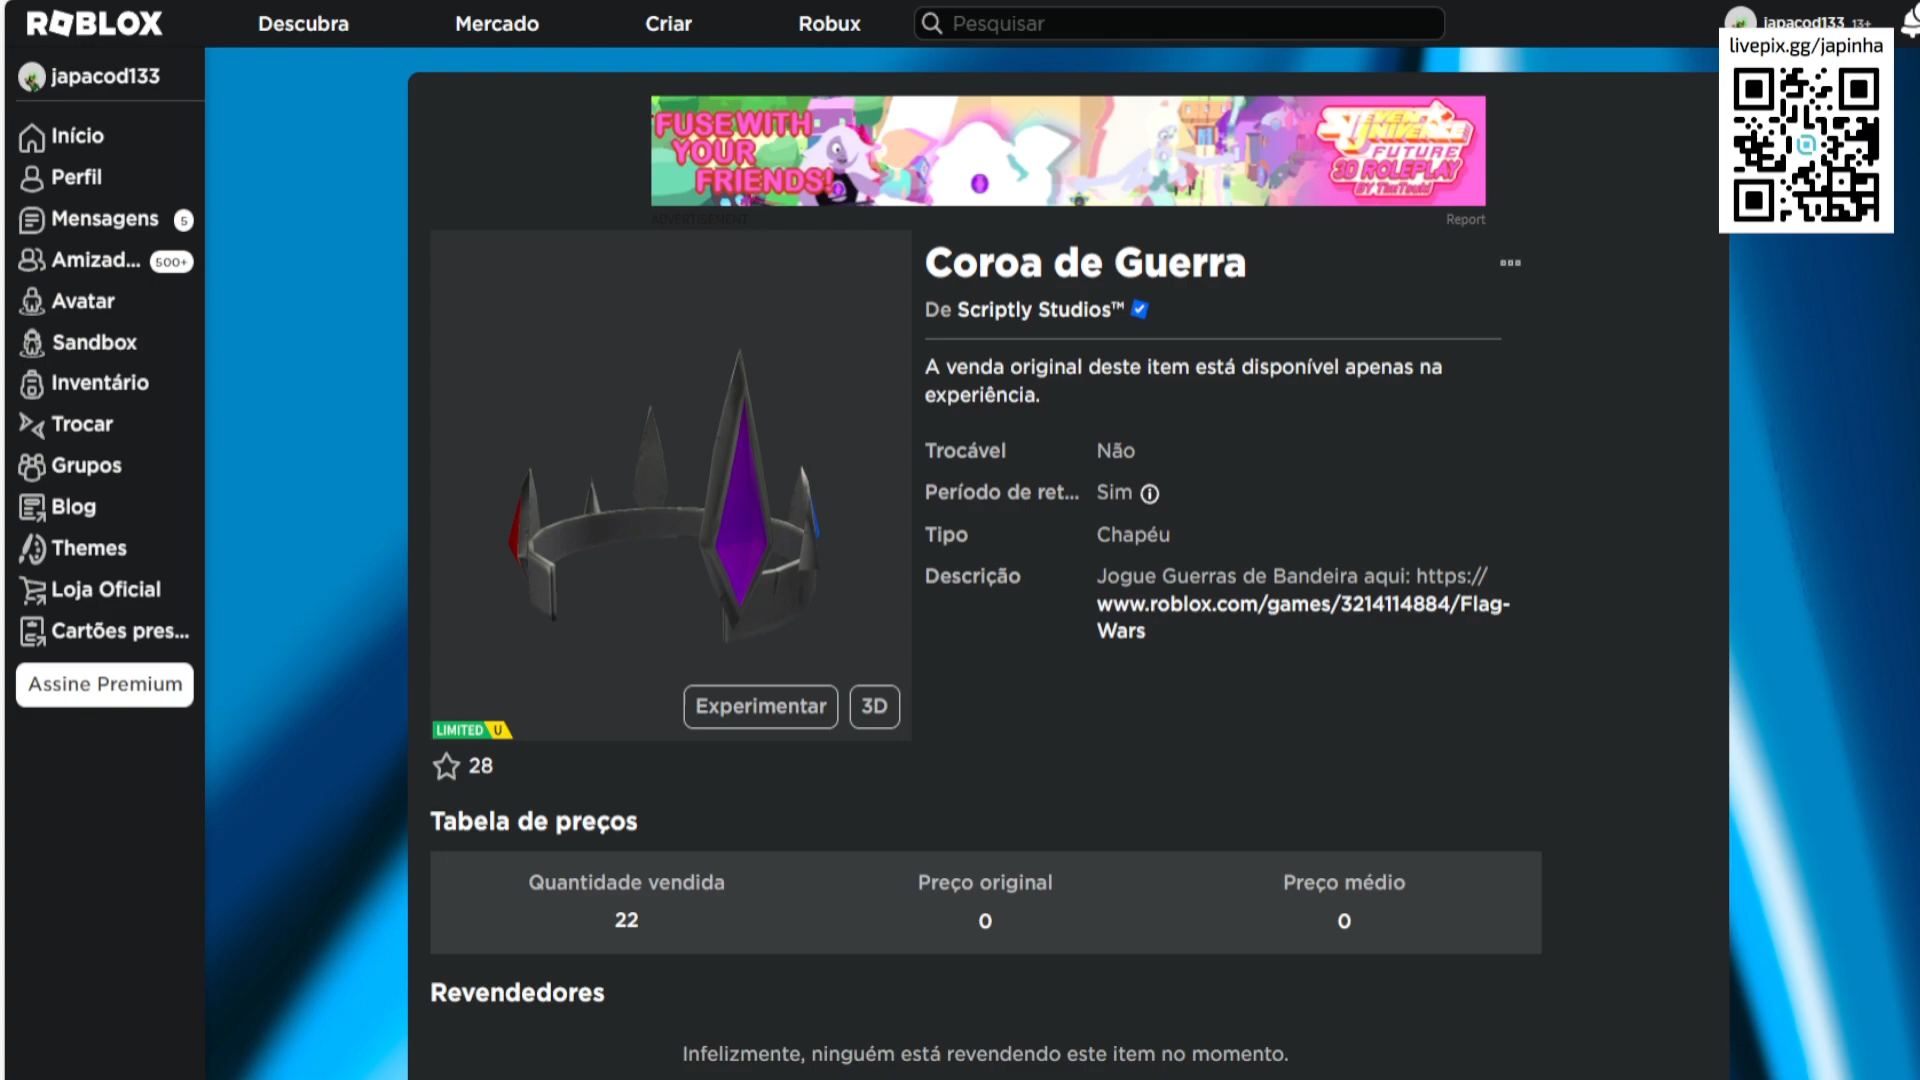 ROBLOX
Descubra
Mercado
Criar
Robux
Pesquisar
japacod133 13+
livepix.gg/japinha
japacod133
Início
Perfil
Mensagens 5
Amizad... 500+
Avatar
Sandbox
Inventário
Trocar
Grupos
Blog
Themes
Loja Oficial
Cartões pres...
Assine Premium
FUSE WITH
YOUR
FRIENDS!
STEVEN UNIVERSE
FUTURE
3D ROLEPLAY
ADVERTISEMENT
Report
Coroa de Guerra
De Scriptly Studios™
A venda original deste item está disponível apenas na
experiência.
Trocável Não
Período de ret... Sim
Tipo Chapéu
Descrição Jogue Guerras de Bandeira aqui: https://
www.roblox.com/games/3214114884/Flag-
Wars
Experimentar
3D
LIMITED U
28
Tabela de preços
Quantidade vendida
Preço original
Preço médio
22
0
0
Revendedores
Infelizmente, ninguém está revendendo este item no momento.